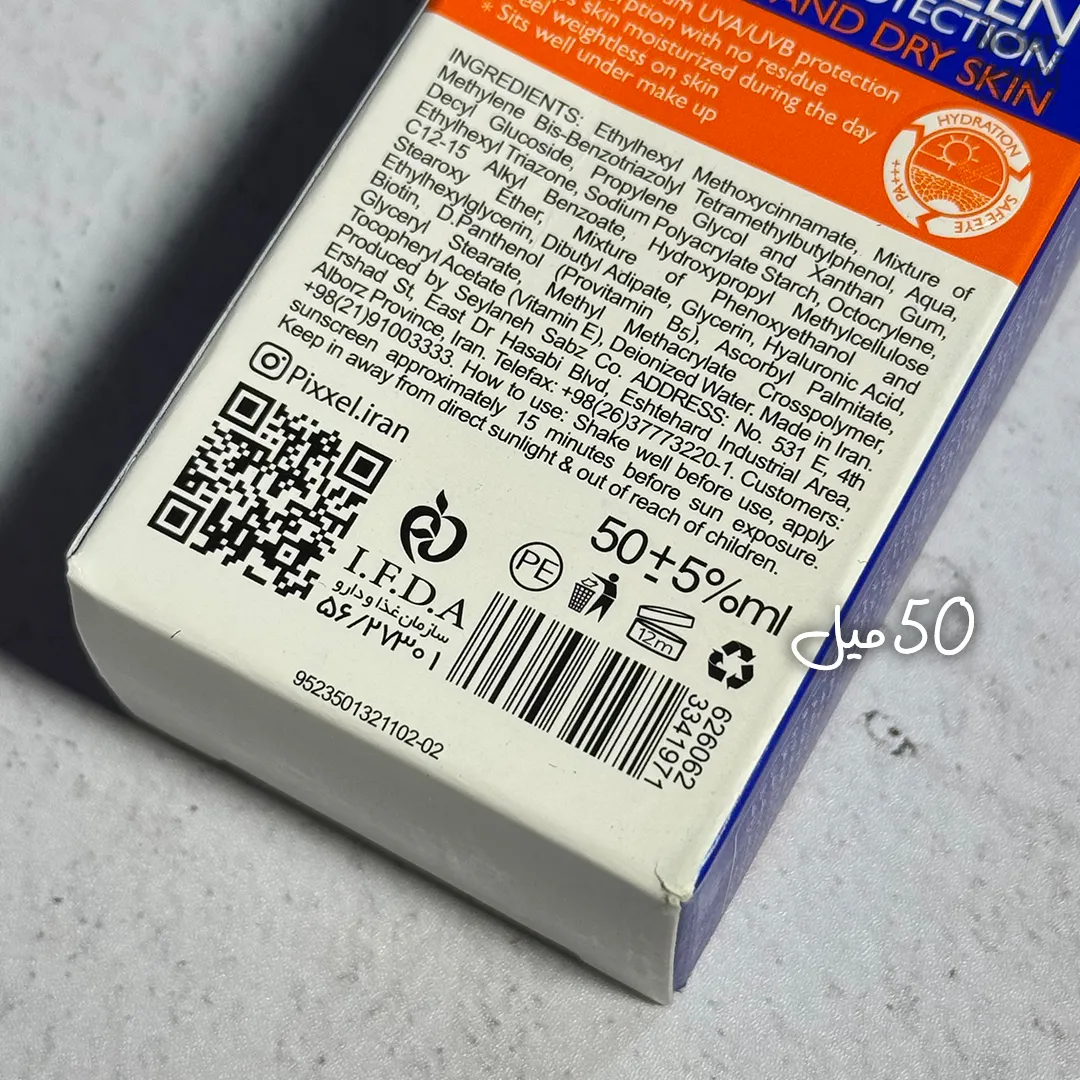 EEN
OTECTION
AND DRY SKIN
um UVA/UVB protection
ption with no residue
s skin moisturized during the day
eel weightless on skin
* Sits well under make up
HYDRATION
SAFE EYE
PA+++
INGREDIENTS: Ethylhexyl Methoxycinnamate, Mixture of
Methylene Bis-Benzotriazolyl Tetramethylbutylphenol, Aqua,
Decyl Glucoside, Propylene Glycol and Xanthan Gum,
Ethylhexyl Triazone, Sodium Polyacrylate Starch, Octocrylene,
C12-15 Alkyl Benzoate, Hydroxypropyl Methylcellulose
Stearoxy Ether, Mixture of Phenoxyethanol and
Ethylhexylglycerin, Dibutyl Adipate, Glycerin, Hyaluronic Acid,
Biotin, D.Panthenol (Provitamin B5), Ascorbyl Palmitate,
Glyceryl Stearate, Methyl Methacrylate Crosspolymer,
Tocopheryl Acetate (Vitamin E), Deionized Water. Made in Iran.
Produced by Seylaneh Sabz Co. ADDRESS: No. 531 E, 4th
Ershad St, East Dr Hasabi Blvd, Eshtehard Industrial Area,
Alborz Province, Iran. Telefax: +98(26)37773220-1. Customers:
+98(21)91003333. How to use: Shake well before use, apply
sunscreen approximately 15 minutes before sun exposure.
Keep in away from direct sunlight & out of reach of children.
Pixxel.iran
50±5%ml
50 میل
PE
12m
I.F.D.A
سازمان غذا و دارو
۵۶/۲۷۳۰۱
626062
3341971
9523501321102-02